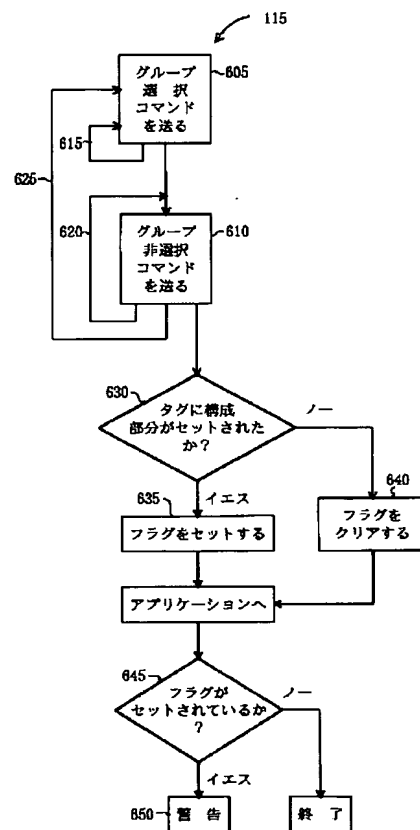 115
グループ
選 択
コマンド
を送る
605
615
625
620
グループ
非選択
コマンド
を送る
610
630
タグに構成
部分がセットされた
か?
ノー
イエス
635
フラグをセットする
640
フラグを
クリアする
アプリケーションへ
645
フラグが
セットされているか
?
ノー
イエス
650
警 告
終 了